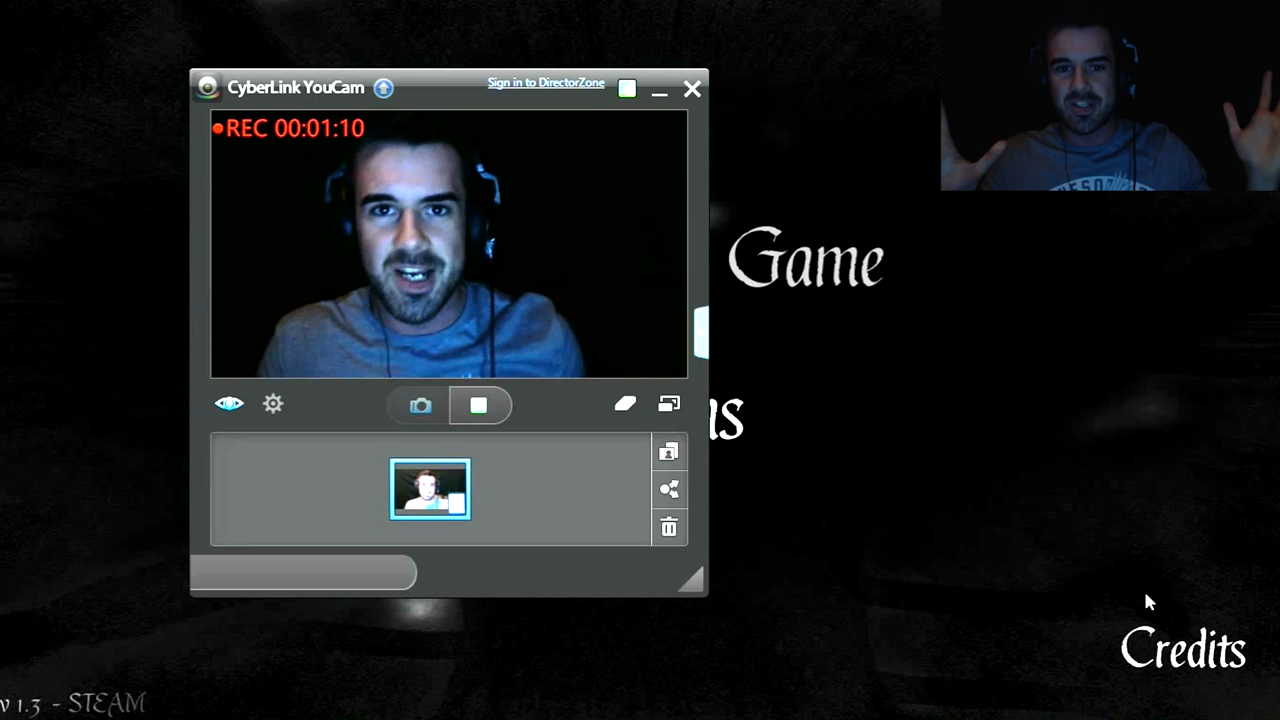 CyberLink YouCam
Sign in to DirectorZone
REC 00:01:10
Game
Credits
v 1.3 - STEAM